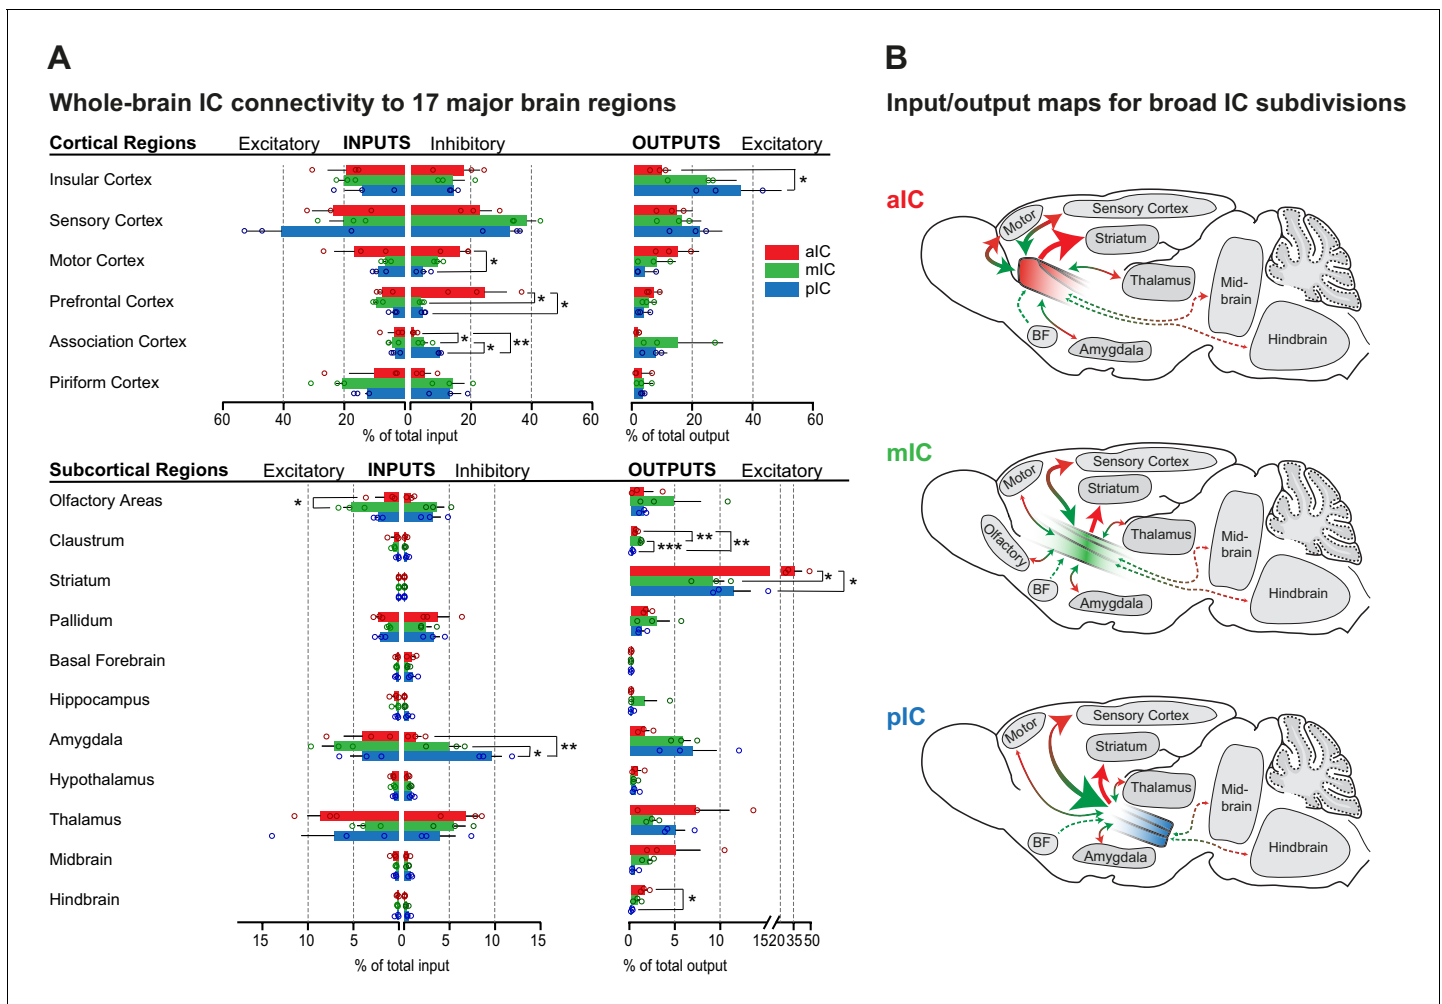 A
Whole-brain IC connectivity to 17 major brain regions
Cortical Regions Excitatory INPUTS Inhibitory OUTPUTS Excitatory
Insular Cortex
*
Sensory Cortex
Motor Cortex
*
aIC
mIC
pIC
Prefrontal Cortex
* *
Association Cortex
* * **
Piriform Cortex
60 40 20 0 0 20 40 60 0 20 40 60
% of total input % of total output
Subcortical Regions Excitatory INPUTS Inhibitory OUTPUTS Excitatory
Olfactory Areas
*
Claustrum
** *** **
Striatum
* *
Pallidum
Basal Forebrain
Hippocampus
Amygdala
* **
Hypothalamus
Thalamus
Midbrain
Hindbrain
*
15 10 5 0 5 10 15 0 5 10 15 20 35 50
% of total input % of total output
B
Input/output maps for broad IC subdivisions
aIC
Motor
Sensory Cortex
Striatum
Thalamus
Mid-
brain
BF
Amygdala
Hindbrain
mIC
Motor
Sensory Cortex
Striatum
Olfactory
Thalamus
Mid-
brain
BF
Amygdala
Hindbrain
pIC
Motor
Sensory Cortex
Striatum
Thalamus
Mid-
brain
BF
Amygdala
Hindbrain